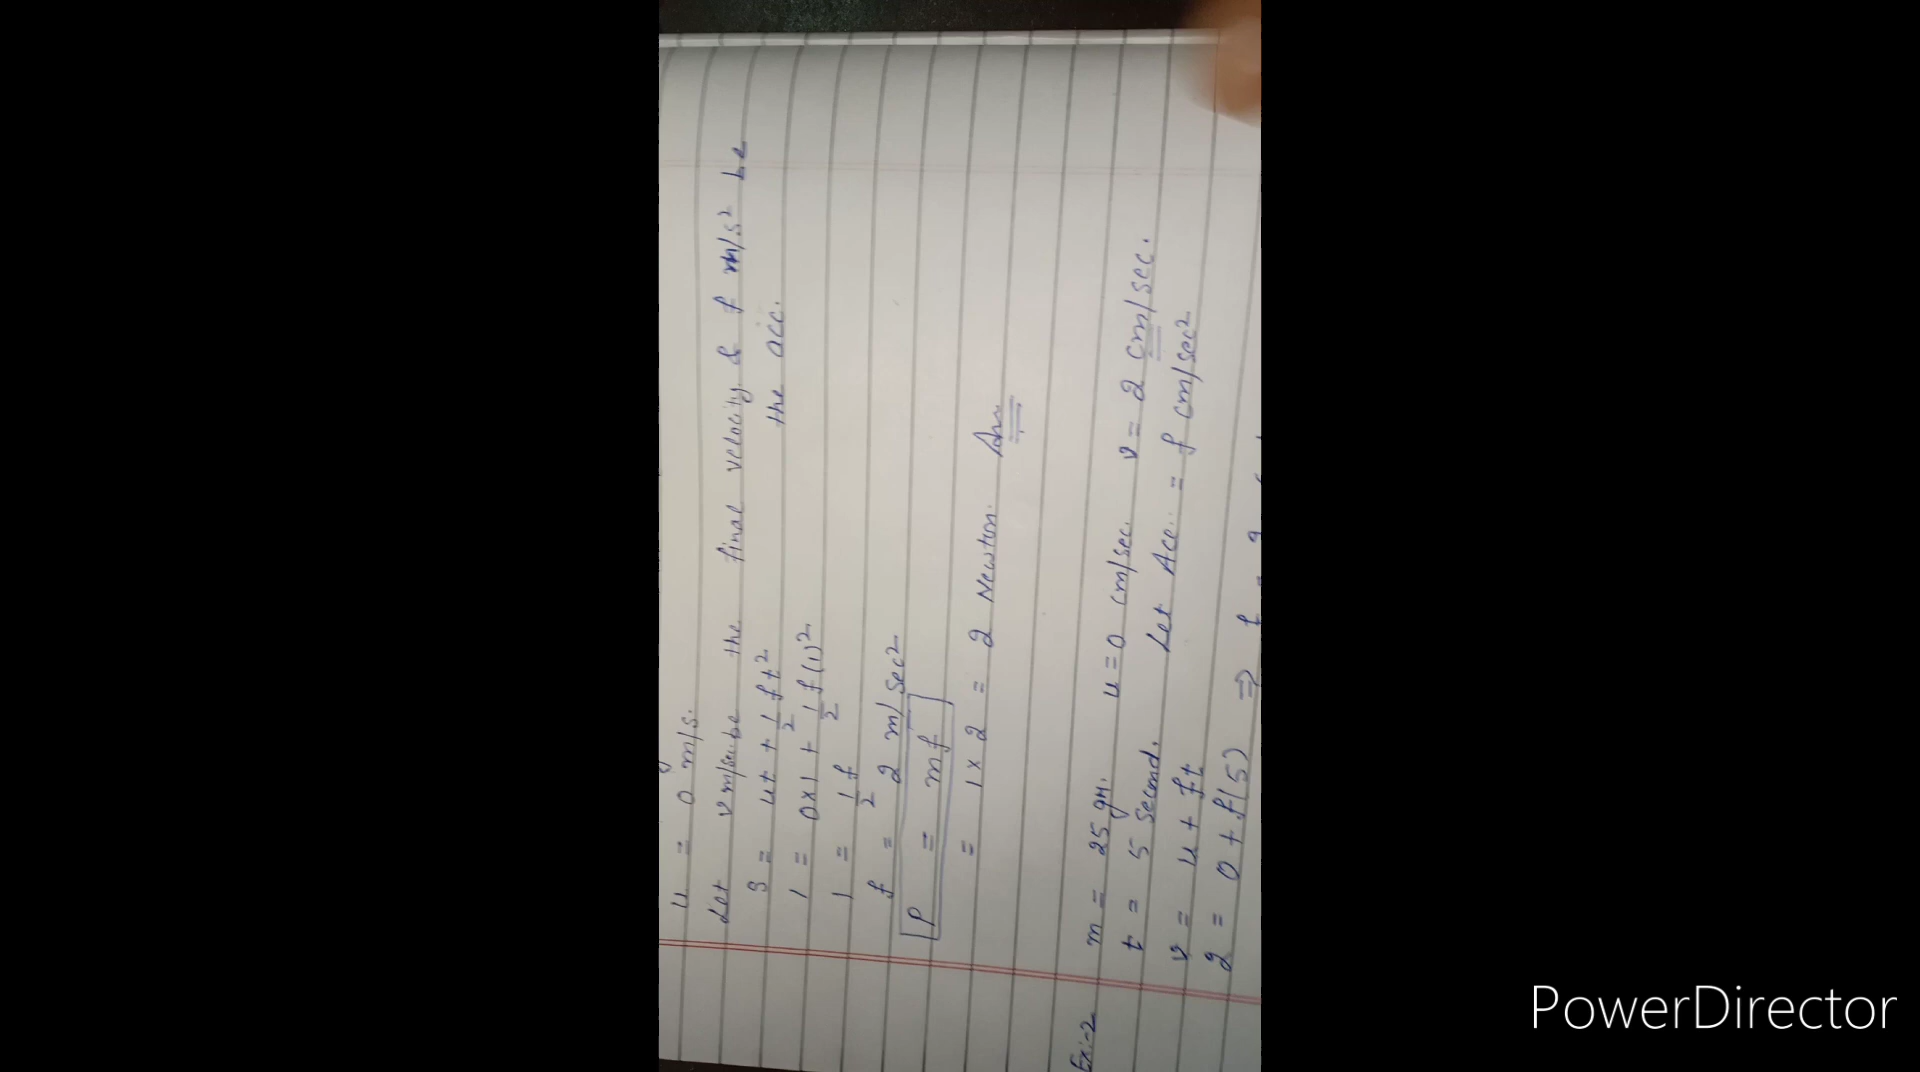 u = 0 m/s.
Let v m/sec be the final velocity & f m/s² be
the acc.
S = ut + 1/2 ft²
1 = 0x1 + 1/2 f(1)²
1 = 1/2 f
f = 2 m/sec²
P = mf
= 1 x 2 = 2 Newton. Ans
Ex:-2 m = 25 gm. u = 0 cm/sec. v = 2 cm/sec.
t = 5 second. Let Acc. = f cm/sec²
v = u + ft
2 = 0 + f(5) ⇒
PowerDirector